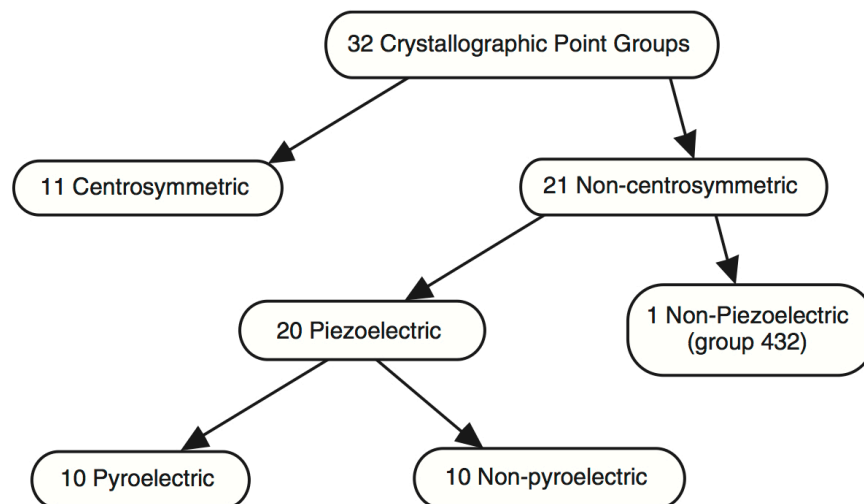 32 Crystallographic Point Groups
11 Centrosymmetric
21 Non-centrosymmetric
20 Piezoelectric
1 Non-Piezoelectric
(group 432)
10 Pyroelectric
10 Non-pyroelectric